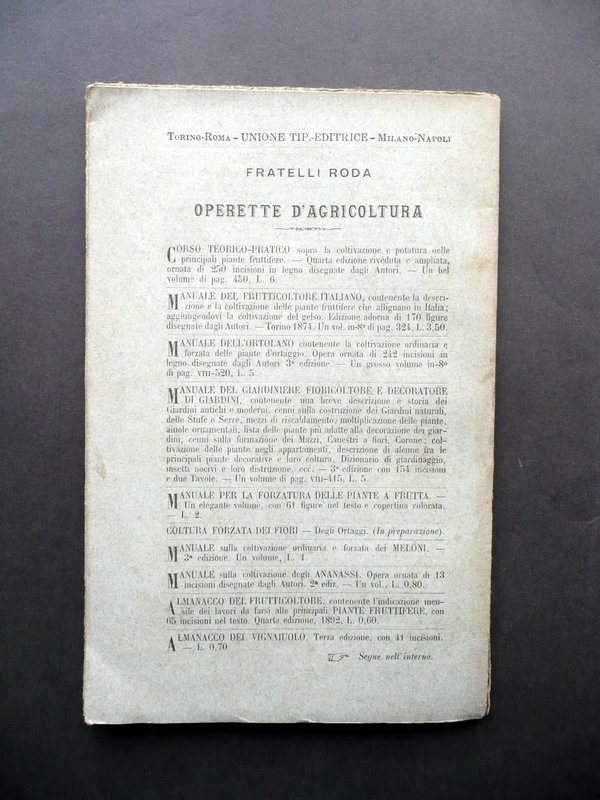 Torino-Roma – UNIONE TIP.-EDITRICE – Milano-Napoli
FRATELLI RODA
OPERETTE D'AGRICOLTURA
CORSO TEORICO-PRATICO sopra la coltivazione e potatura delle
principali piante fruttifere. — Quarta edizione riveduta e ampliata,
ornata di 250 incisioni in legno disegnate dagli Autori. — Un bel
volume di pag. 450, L. 6.
MANUALE DEL FRUTTICOLTORE ITALIANO, contenente la descri-
zione e la coltivazione delle piante fruttifere che allignano in Italia;
aggiungendovi la coltivazione del gelso. Edizione adorna di 170 figure
disegnate dagli Autori. — Torino 1874. Un vol. in-8º di pag. 324, L. 3,50.
MANUALE DELL'ORTOLANO contenente la coltivazione ordinaria e
forzata delle piante d'ortaggio. Opera ornata di 242 incisioni in
legno disegnate dagli Autori. 3ª edizione. — Un grosso volume in-8º
di pag. VIII-520, L. 5.
MANUALE DEL GIARDINIERE FIORICOLTORE E DECORATORE
DI GIARDINI, contenente una breve descrizione e storia dei
Giardini antichi e moderni, cenni sulla costruzione dei Giardini naturali,
delle Stufe o Serre, mezzi di riscaldamento, moltiplicazione delle piante,
aiuole ornamentali, lista delle piante più adatte alla decorazione dei giar-
dini, cenni sulla formazione dei Mazzi, Canestri a fiori, Corone; col-
tivazione delle piante negli appartamenti, descrizione di alcune fra le
principali piante decorative e loro coltura, Dizionario di giardinaggio,
insetti nocivi e loro distruzione, ecc. — 3ª edizione con 154 incisioni
e due Tavole. — Un volume di pag. VIII-415, L. 5.
MANUALE PER LA FORZATURA DELLE PIANTE A FRUTTA. —
Un elegante volume, con 61 figure nel testo e copertina colorata.
— L. 2.
COLTURA FORZATA DEI FIORI — Degli Ortaggi. (In preparazione).
MANUALE sulla coltivazione ordinaria e forzata dei MELONI. —
3ª edizione. Un volume, L. 1.
MANUALE sulla coltivazione degli ANANASSI. Opera ornata di 13
incisioni disegnate dagli Autori. 2ª ediz. — Un vol., L. 0,80.
ALMANACCO DEL FRUTTICOLTORE, contenente l'indicazione men-
sile dei lavori da farsi alle principali PIANTE FRUTTIFERE, con
65 incisioni nel testo. Quarta edizione, 1892. L. 0,60.
ALMANACCO DEL VIGNAIUOLO, Terza edizione, con 41 incisioni.
— L. 0,70.
☞ Segue nell'interno.